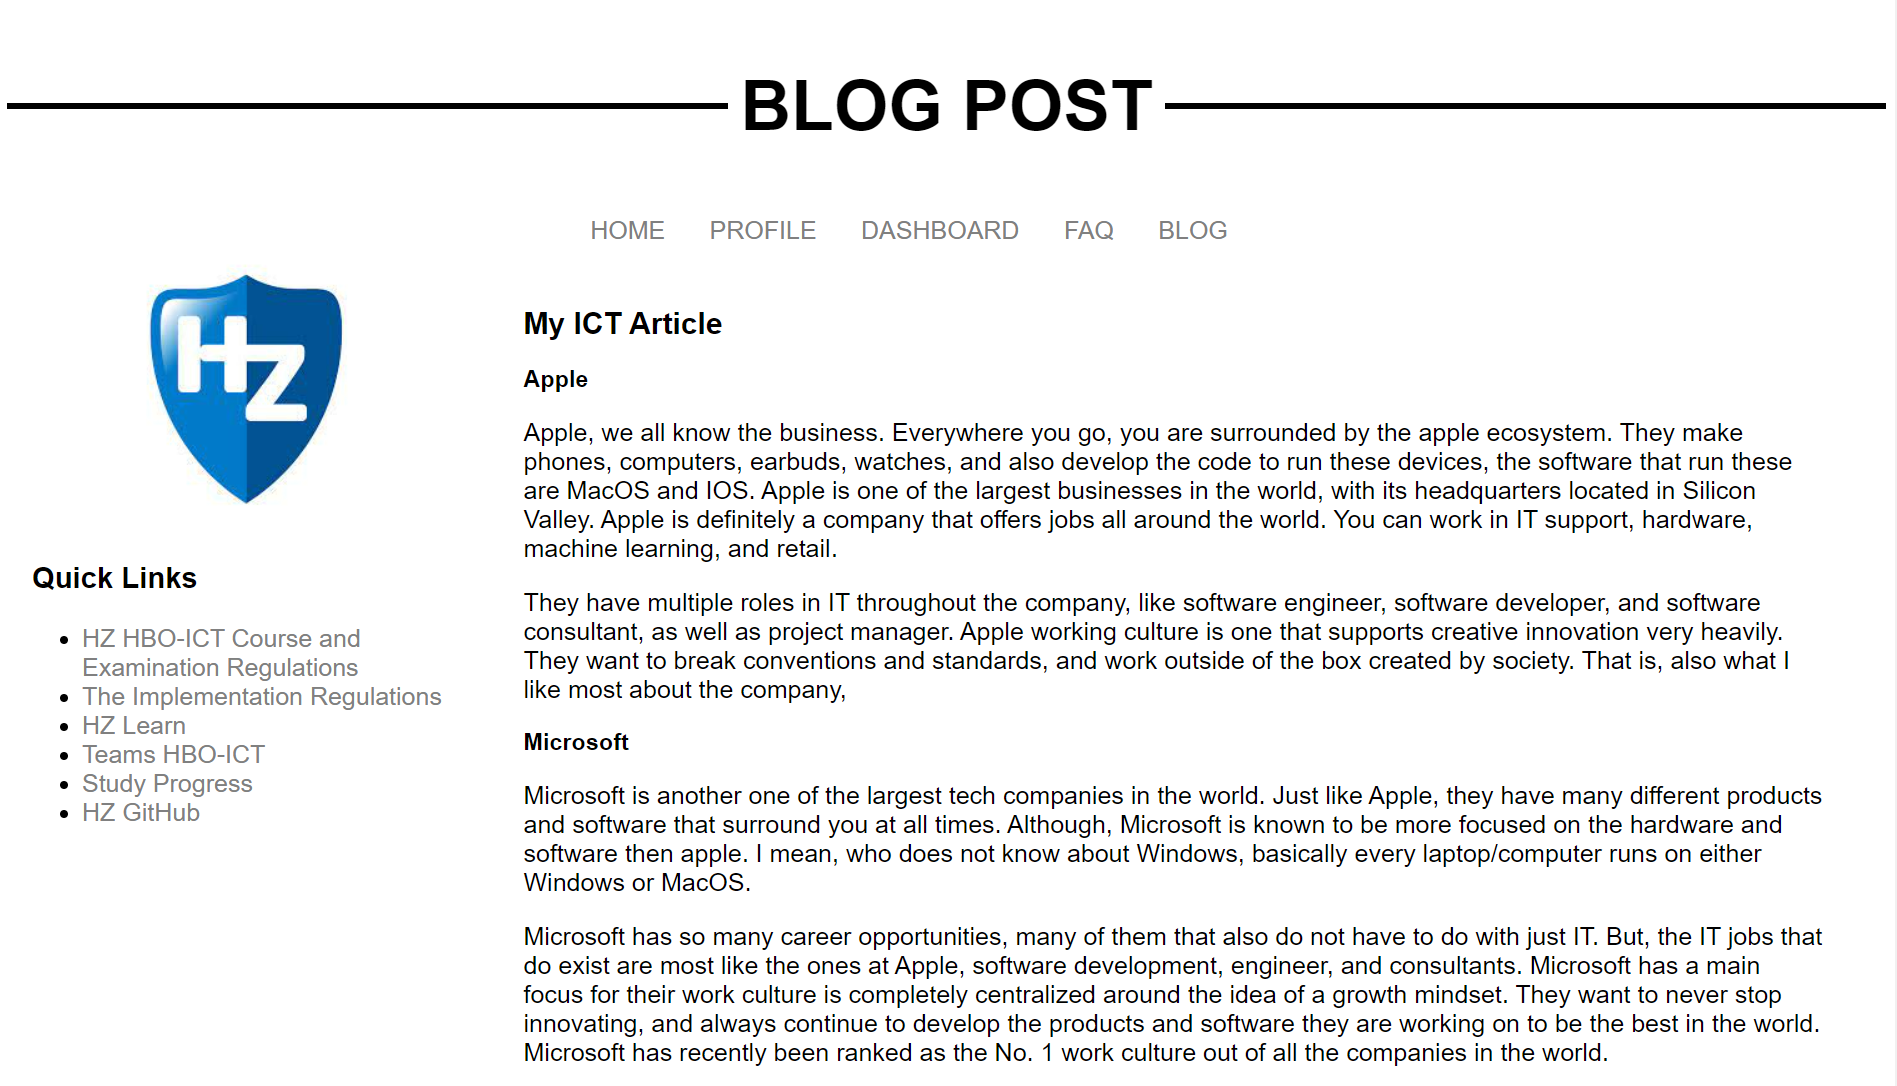 BLOG POST
HOME PROFILE DASHBOARD FAQ BLOG
HZ
Quick Links
HZ HBO-ICT Course and
Examination Regulations
The Implementation Regulations
HZ Learn
Teams HBO-ICT
Study Progress
HZ GitHub
My ICT Article
Apple
Apple, we all know the business. Everywhere you go, you are surrounded by the apple ecosystem. They make
phones, computers, earbuds, watches, and also develop the code to run these devices, the software that run these
are MacOS and IOS. Apple is one of the largest businesses in the world, with its headquarters located in Silicon
Valley. Apple is definitely a company that offers jobs all around the world. You can work in IT support, hardware,
machine learning, and retail.
They have multiple roles in IT throughout the company, like software engineer, software developer, and software
consultant, as well as project manager. Apple working culture is one that supports creative innovation very heavily.
They want to break conventions and standards, and work outside of the box created by society. That is, also what I
like most about the company,
Microsoft
Microsoft is another one of the largest tech companies in the world. Just like Apple, they have many different products
and software that surround you at all times. Although, Microsoft is known to be more focused on the hardware and
software then apple. I mean, who does not know about Windows, basically every laptop/computer runs on either
Windows or MacOS.
Microsoft has so many career opportunities, many of them that also do not have to do with just IT. But, the IT jobs that
do exist are most like the ones at Apple, software development, engineer, and consultants. Microsoft has a main
focus for their work culture is completely centralized around the idea of a growth mindset. They want to never stop
innovating, and always continue to develop the products and software they are working on to be the best in the world.
Microsoft has recently been ranked as the No. 1 work culture out of all the companies in the world.